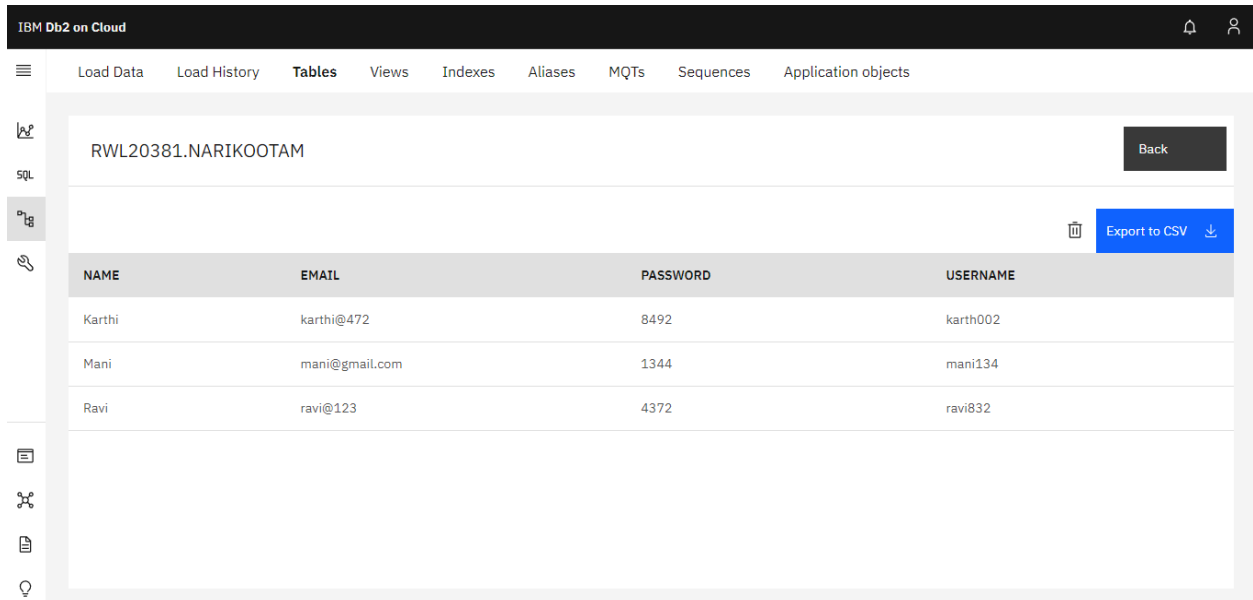 IBM Db2 on Cloud
Load Data Load History Tables Views Indexes Aliases MQTs Sequences Application objects
RWL20381.NARIKOOTAM
Back
SQL
Export to CSV
NAME EMAIL PASSWORD USERNAME
Karthi karthi@472 8492 karth002
Mani mani@gmail.com 1344 mani134
Ravi ravi@123 4372 ravi832